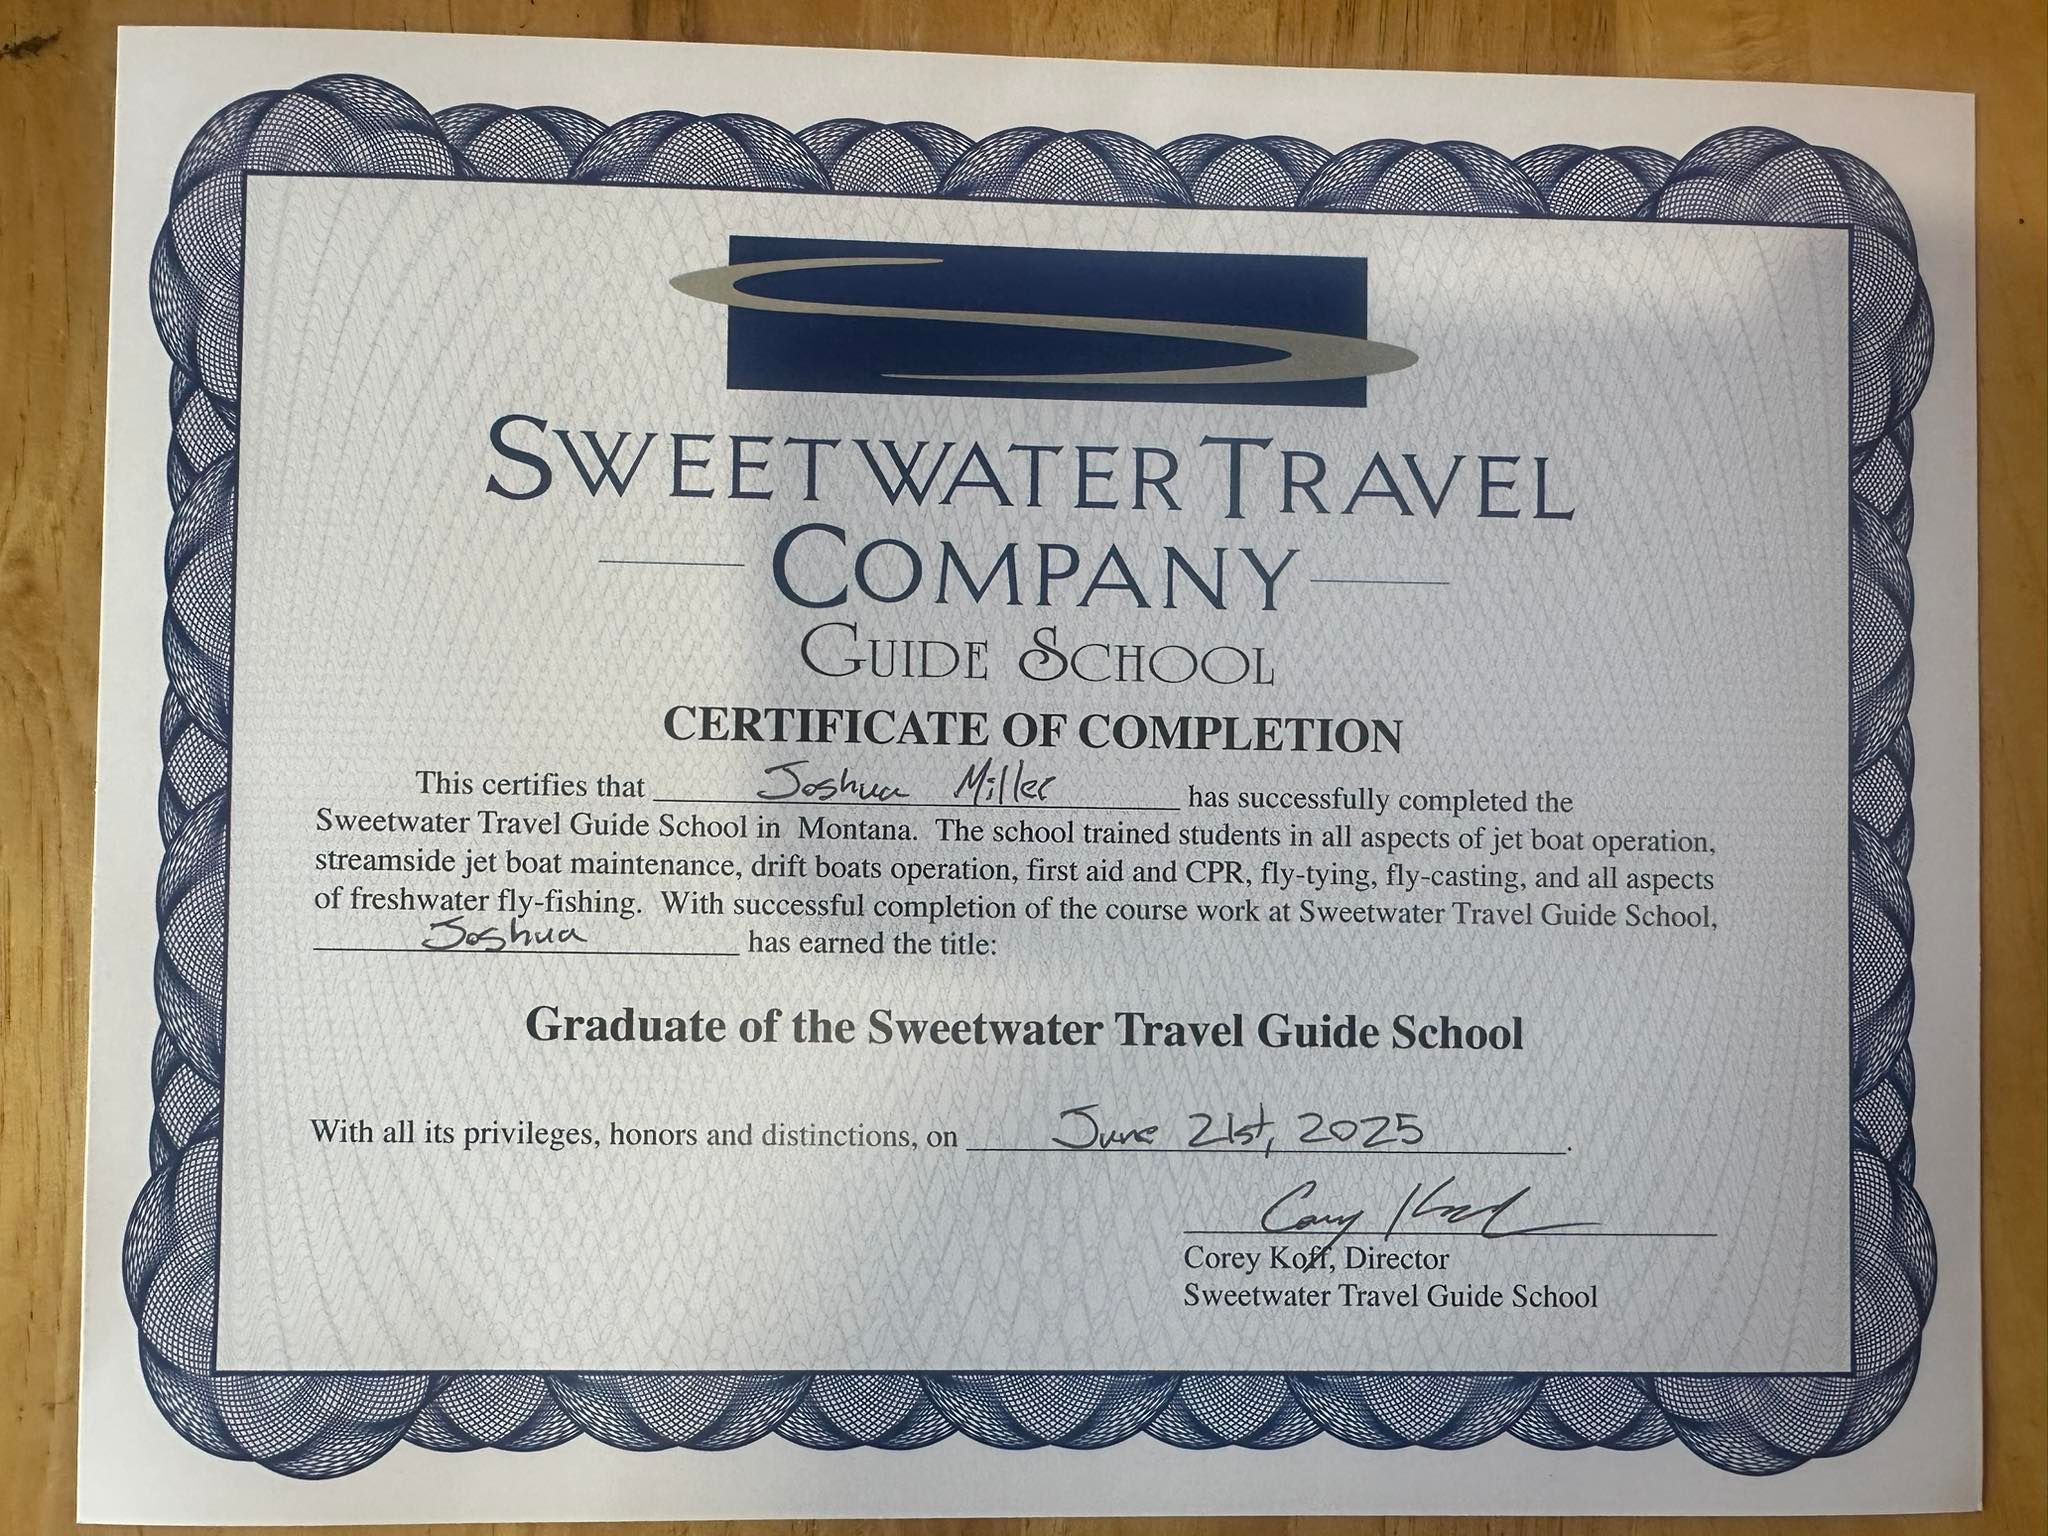 SWEETWATER TRAVEL
COMPANY
GUIDE SCHOOL
CERTIFICATE OF COMPLETION
This certifies that Joshua Miller has successfully completed the
Sweetwater Travel Guide School in Montana. The school trained students in all aspects of jet boat operation,
streamside jet boat maintenance, drift boats operation, first aid and CPR, fly-tying, fly-casting, and all aspects
of freshwater fly-fishing. With successful completion of the course work at Sweetwater Travel Guide School,
Joshua has earned the title:
Graduate of the Sweetwater Travel Guide School
With all its privileges, honors and distinctions, on June 21st, 2025.
Corey Koff, Director
Sweetwater Travel Guide School